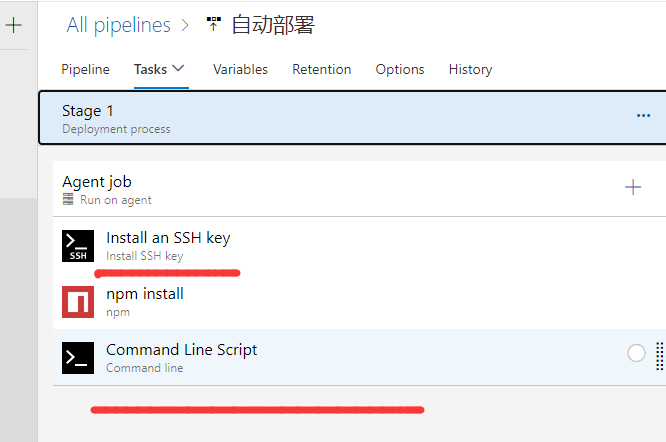 All pipelines > 自动部署
Pipeline Tasks Variables Retention Options History
Stage 1
Deployment process
Agent job
Run on agent
Install an SSH key
Install SSH key
SSH
npm install
npm
Command Line Script
Command line